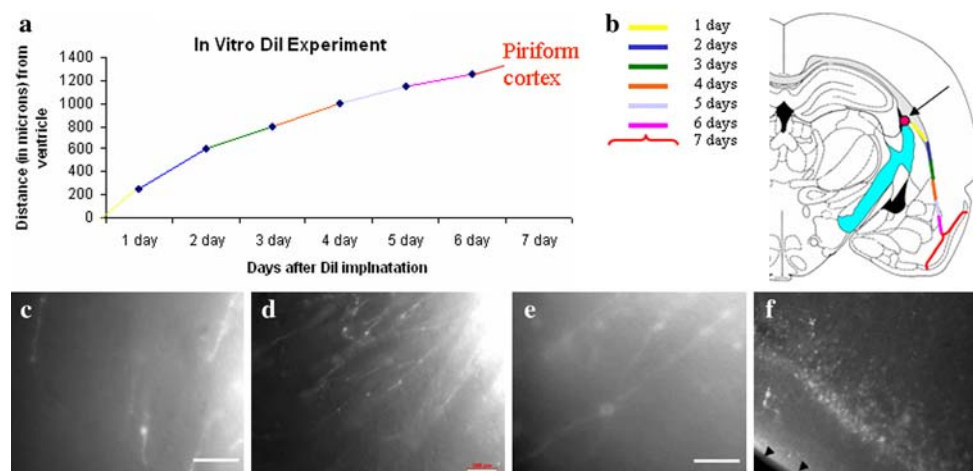 a
In Vitro DiI Experiment
Piriform
cortex
Distance (in microns) from
ventricle
1400
1200
1000
800
600
400
200
0
1 day
2 day
3 day
4 day
5 day
6 day
7 day
Days after DiI implnatation
b
1 day
2 days
3 days
4 days
5 days
6 days
7 days
c
d
e
f